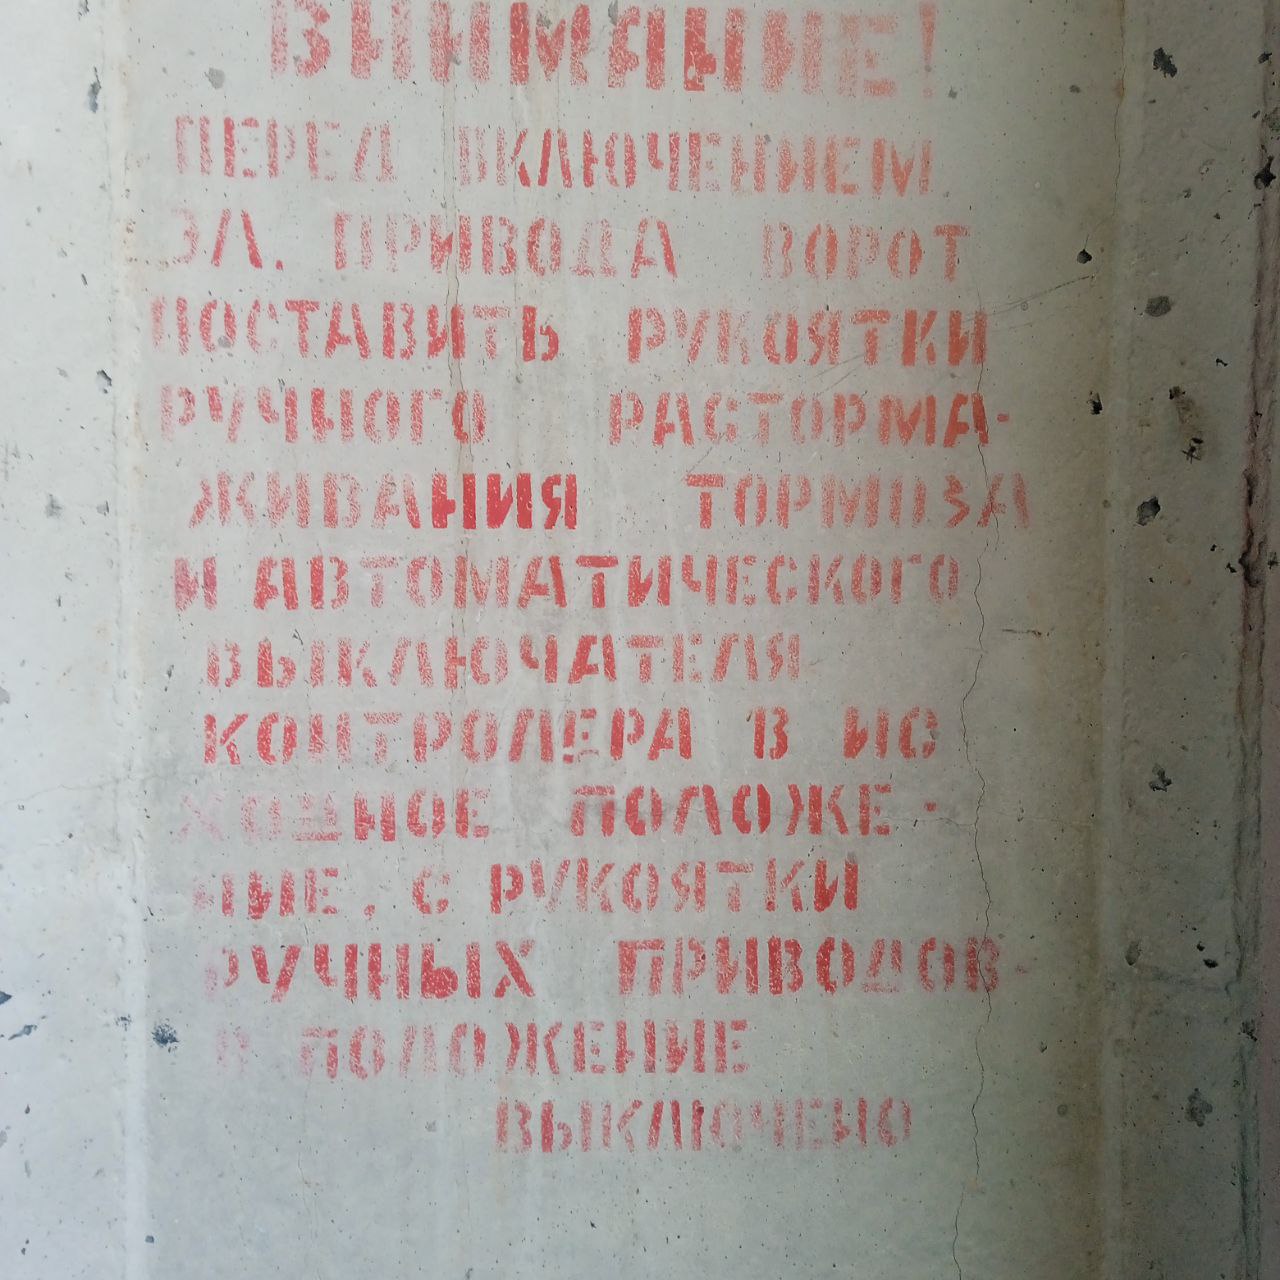 ВНИМАНИЕ!
ПЕРЕД ВКЛЮЧЕНИЕМ
ЭЛ. ПРИВОДА ВОРОТ
ПОСТАВИТЬ РУКОЯТКИ
РУЧНОГО РАСТОРМА-
ЖИВАНИЯ ТОРМОЗА
И АВТОМАТИЧЕСКОГО
ВЫКЛЮЧАТЕЛЯ
КОНТРОЛЕРА В ИС
ХОДНОЕ ПОЛОЖЕ-
НИЕ, С РУКОЯТКИ
РУЧНЫХ ПРИВОДОВ-
В ПОЛОЖЕНИЕ
ВЫКЛЮЧЕНО